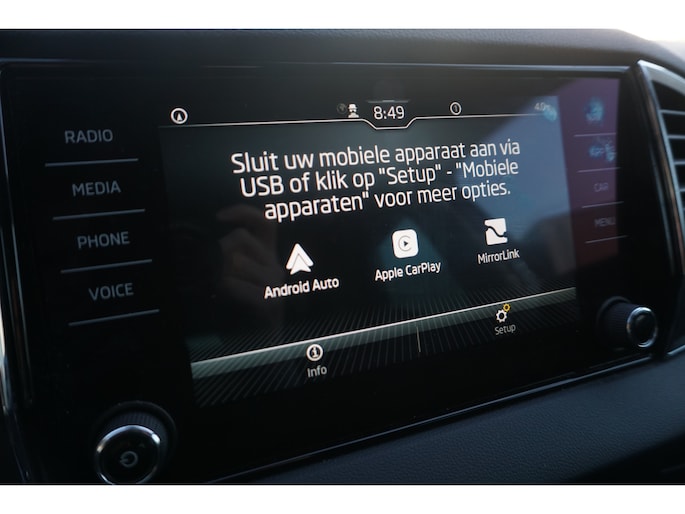 8:49
RADIO
MEDIA
PHONE
VOICE
Sluit uw mobiele apparaat aan via
USB of klik op "Setup" - "Mobiele
apparaten" voor meer opties.
Android Auto
Apple CarPlay
MirrorLink
Info
Setup
CAR
MENU